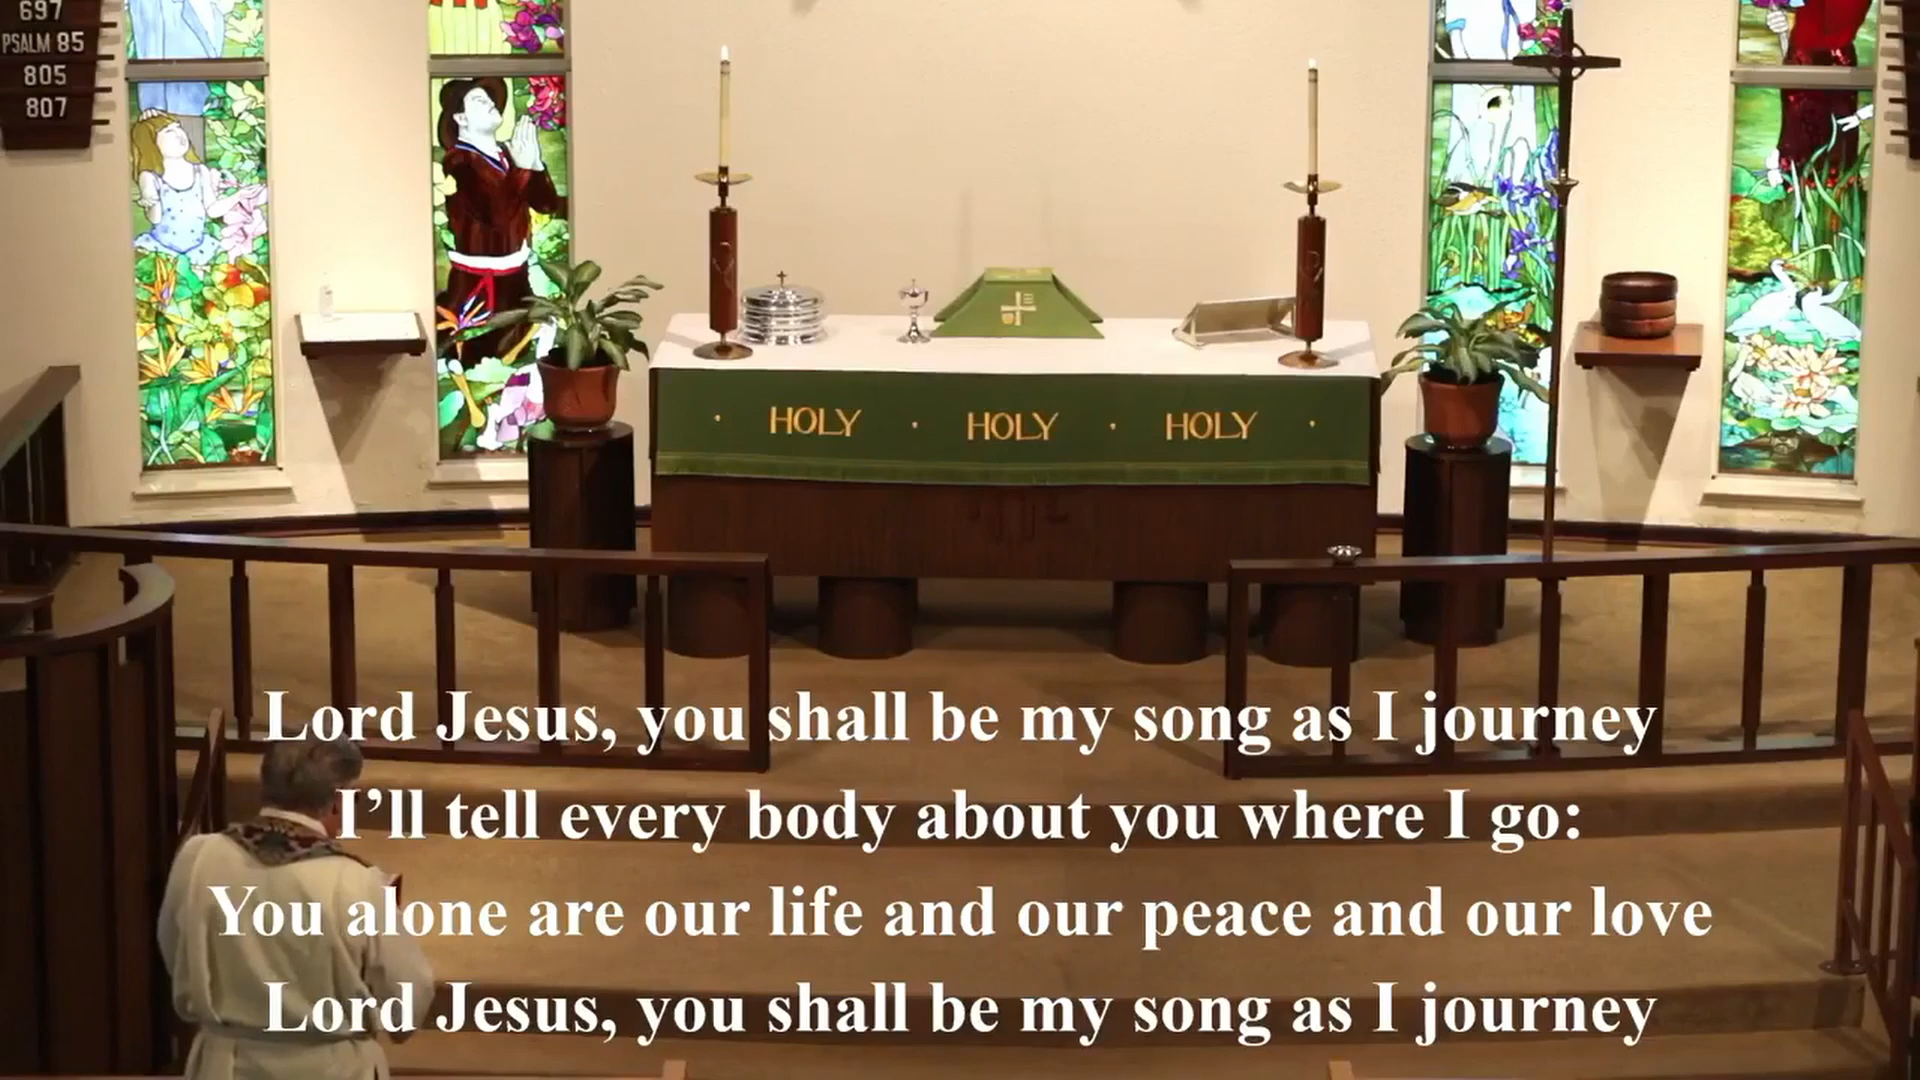 697
PSALM 85
805
807
HOLY · HOLY · HOLY
Lord Jesus, you shall be my song as I journey
I’ll tell every body about you where I go:
You alone are our life and our peace and our love
Lord Jesus, you shall be my song as I journey